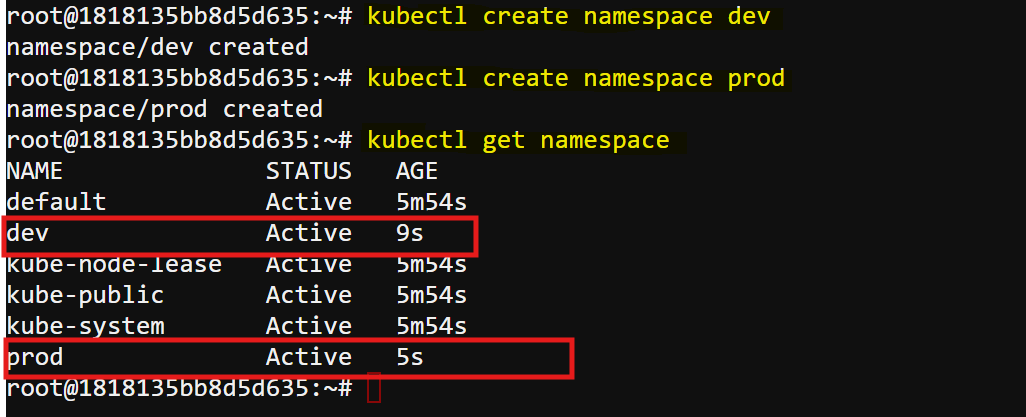 root@1818135bb8d5d635:~# kubectl create namespace dev
namespace/dev created
root@1818135bb8d5d635:~# kubectl create namespace prod
namespace/prod created
root@1818135bb8d5d635:~# kubectl get namespace
NAME              STATUS   AGE
default           Active   5m54s
dev               Active   9s
kube-node-lease   Active   5m54s
kube-public       Active   5m54s
kube-system       Active   5m54s
prod              Active   5s
root@1818135bb8d5d635:~#